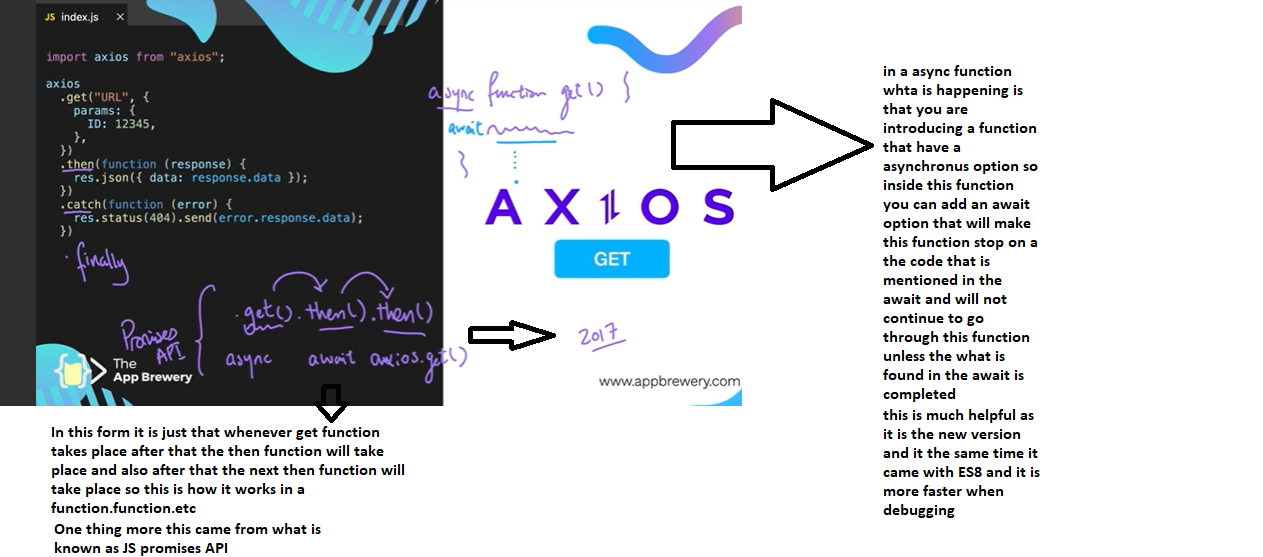 JS index.js ×
import axios from "axios";
axios
.get("URL", {
params: {
ID: 12345,
},
})
.then(function (response) {
res.json({ data: response.data });
})
.catch(function (error) {
res.status(404).send(error.response.data);
})
. finally
Promises
API
.get().then().then()
async await axios.get()
The
App Brewery
async function get() {
await
}
AXIOS
GET
2017
www.appbrewery.com
In this form it is just that whenever get function
takes place after that the then function will take
place and also after that the next then function will
take place so this is how it works in a
function.function.etc
One thing more this came from what is
known as JS promises API
in a async function
whta is happening is
that you are
introducing a function
that have a
asynchronus option so
inside this function
you can add an await
option that will make
this function stop on a
the code that is
mentioned in the
await and will not
continue to go
through this function
unless the what is
found in the await is
completed
this is much helpful as
it is the new version
and it the same time it
came with ES8 and it is
more faster when
debugging